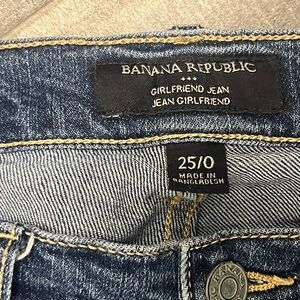 BANANA REPUBLIC
GIRLFRIEND JEAN
JEAN GIRLFRIEND
25/0
MADE IN
BANGLADESH